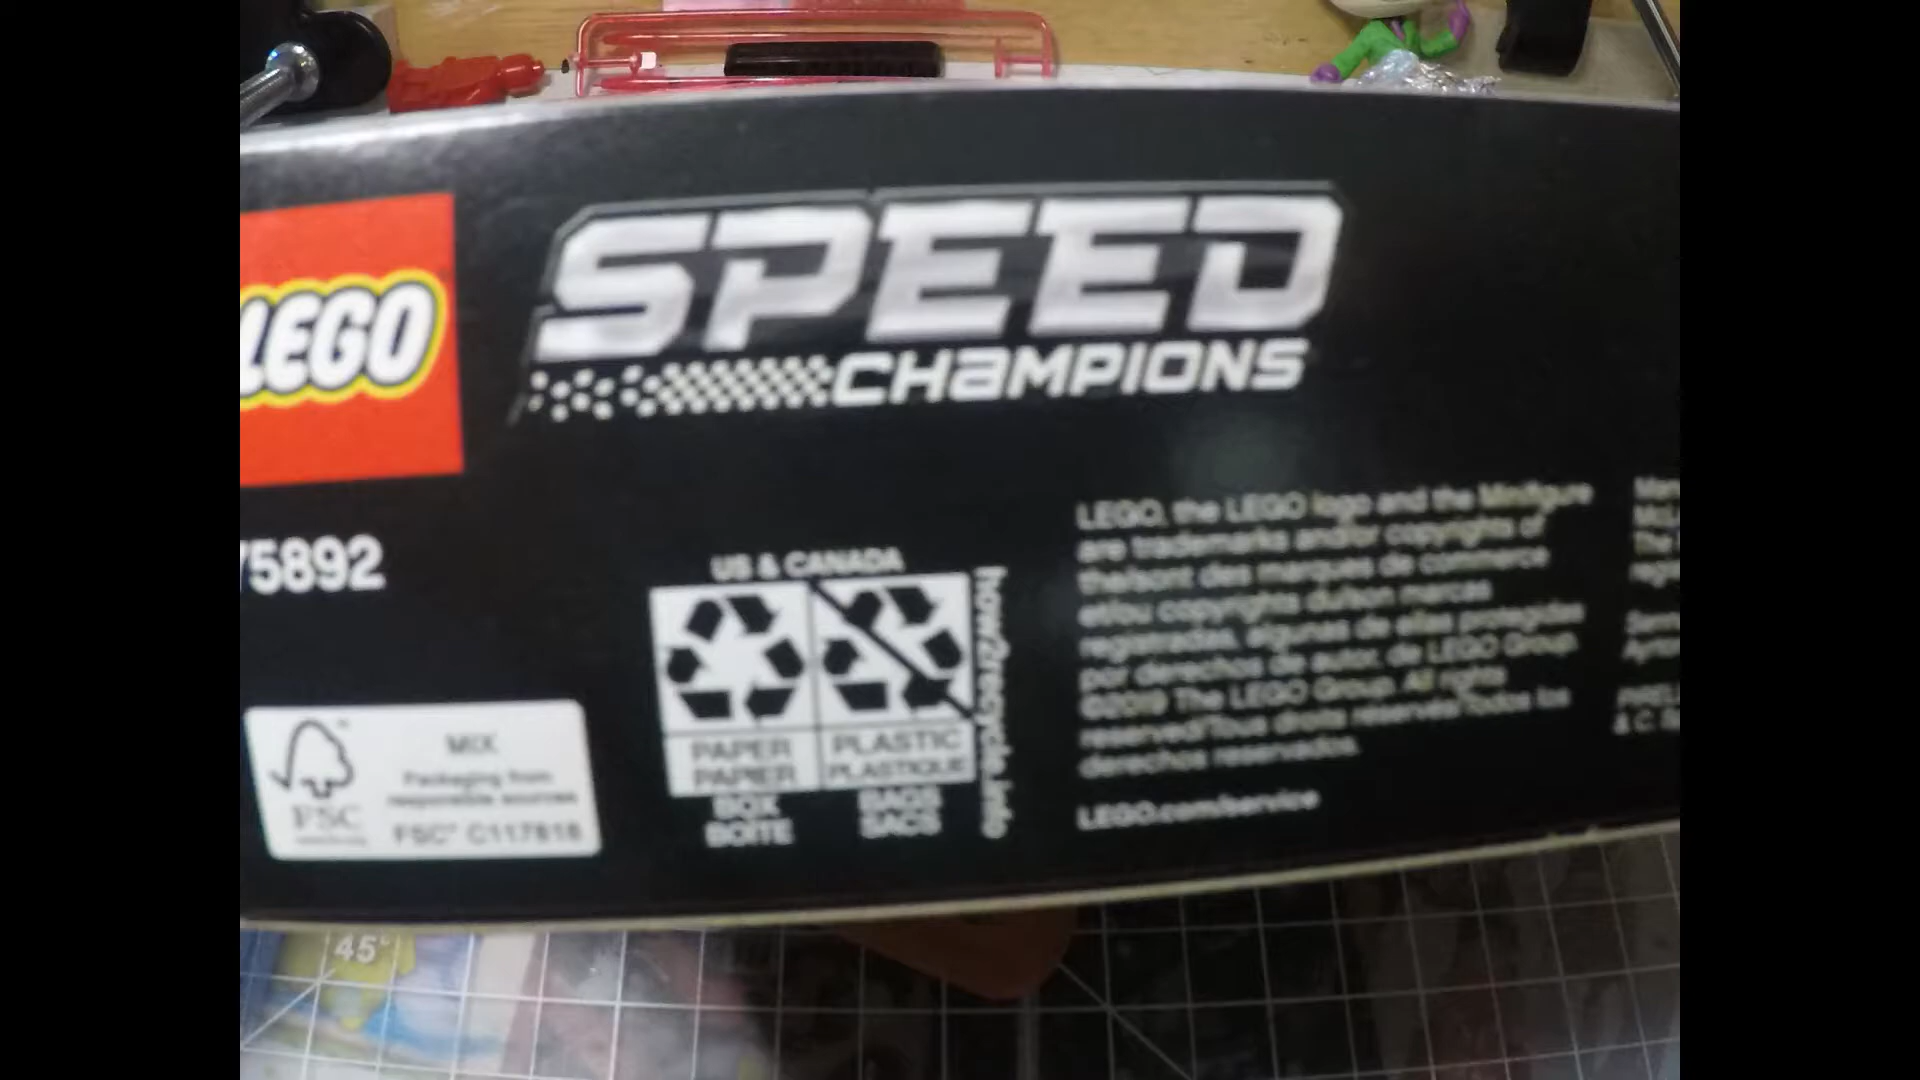 LEGO
SPEED
CHAMPIONS
75892
US & CANADA
PAPER
PAPIER
BOX
BOÎTE
PLASTIC
PLASTIQUE
BAGS
SACS
how2recycle.info
MIX
Packaging from
responsible sources
FSC
FSC® C117818
LEGO, the LEGO logo and the Minifigure
are trademarks and/or copyrights of
the/sont des marques de commerce
et/ou copyrights du/son marcas
registradas, algunas de ellas protegidas
por derechos de autor, de LEGO Group.
©2019 The LEGO Group. All rights
reserved/Tous droits réservés/Todos los
derechos reservados.
LEGO.com/service
45°